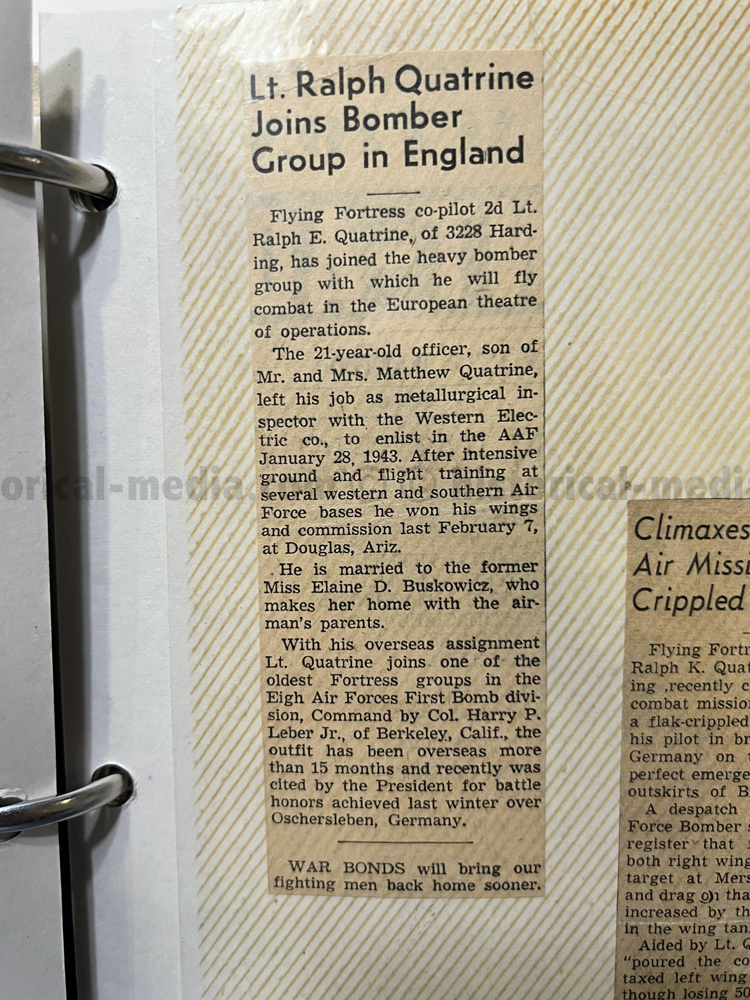 Lt. Ralph Quatrine
Joins Bomber
Group in England
Flying Fortress co-pilot 2d Lt.
Ralph E. Quatrine, of 3228 Hard-
ing, has joined the heavy bomber
group with which he will fly
combat in the European theatre
of operations.
The 21-year-old officer, son of
Mr. and Mrs. Matthew Quatrine,
left his job as metallurgical in-
spector with the Western Elec-
tric co., to enlist in the AAF
January 28, 1943. After intensive
ground and flight training at
several western and southern Air
Force bases he won his wings
and commission last February 7,
at Douglas, Ariz.
He is married to the former
Miss Elaine D. Buskowicz, who
makes her home with the air-
man's parents.
With his overseas assignment
Lt. Quatrine joins one of the
oldest Fortress groups in the
Eigh Air Forces First Bomb divi-
sion, Command by Col. Harry P.
Leber Jr., of Berkeley, Calif., the
outfit has been overseas more
than 15 months and recently was
cited by the President for battle
honors achieved last winter over
Oschersleben, Germany.
WAR BONDS will bring our
fighting men back home sooner.
Climaxes
Air Missi
Crippled
Flying Fortr
Ralph K. Quat
ing ,recently c
combat mission
a flak-crippled
his pilot in br
Germany on t
perfect emerge
outskirts of B
A despatch
Force Bomber s
register that
both right wing
target at Mers
and drag on tha
increased by th
in the wing tan
Aided by Lt. Q
"poured the co
taxed left wing
though losing 50
orical-media.
rical-media